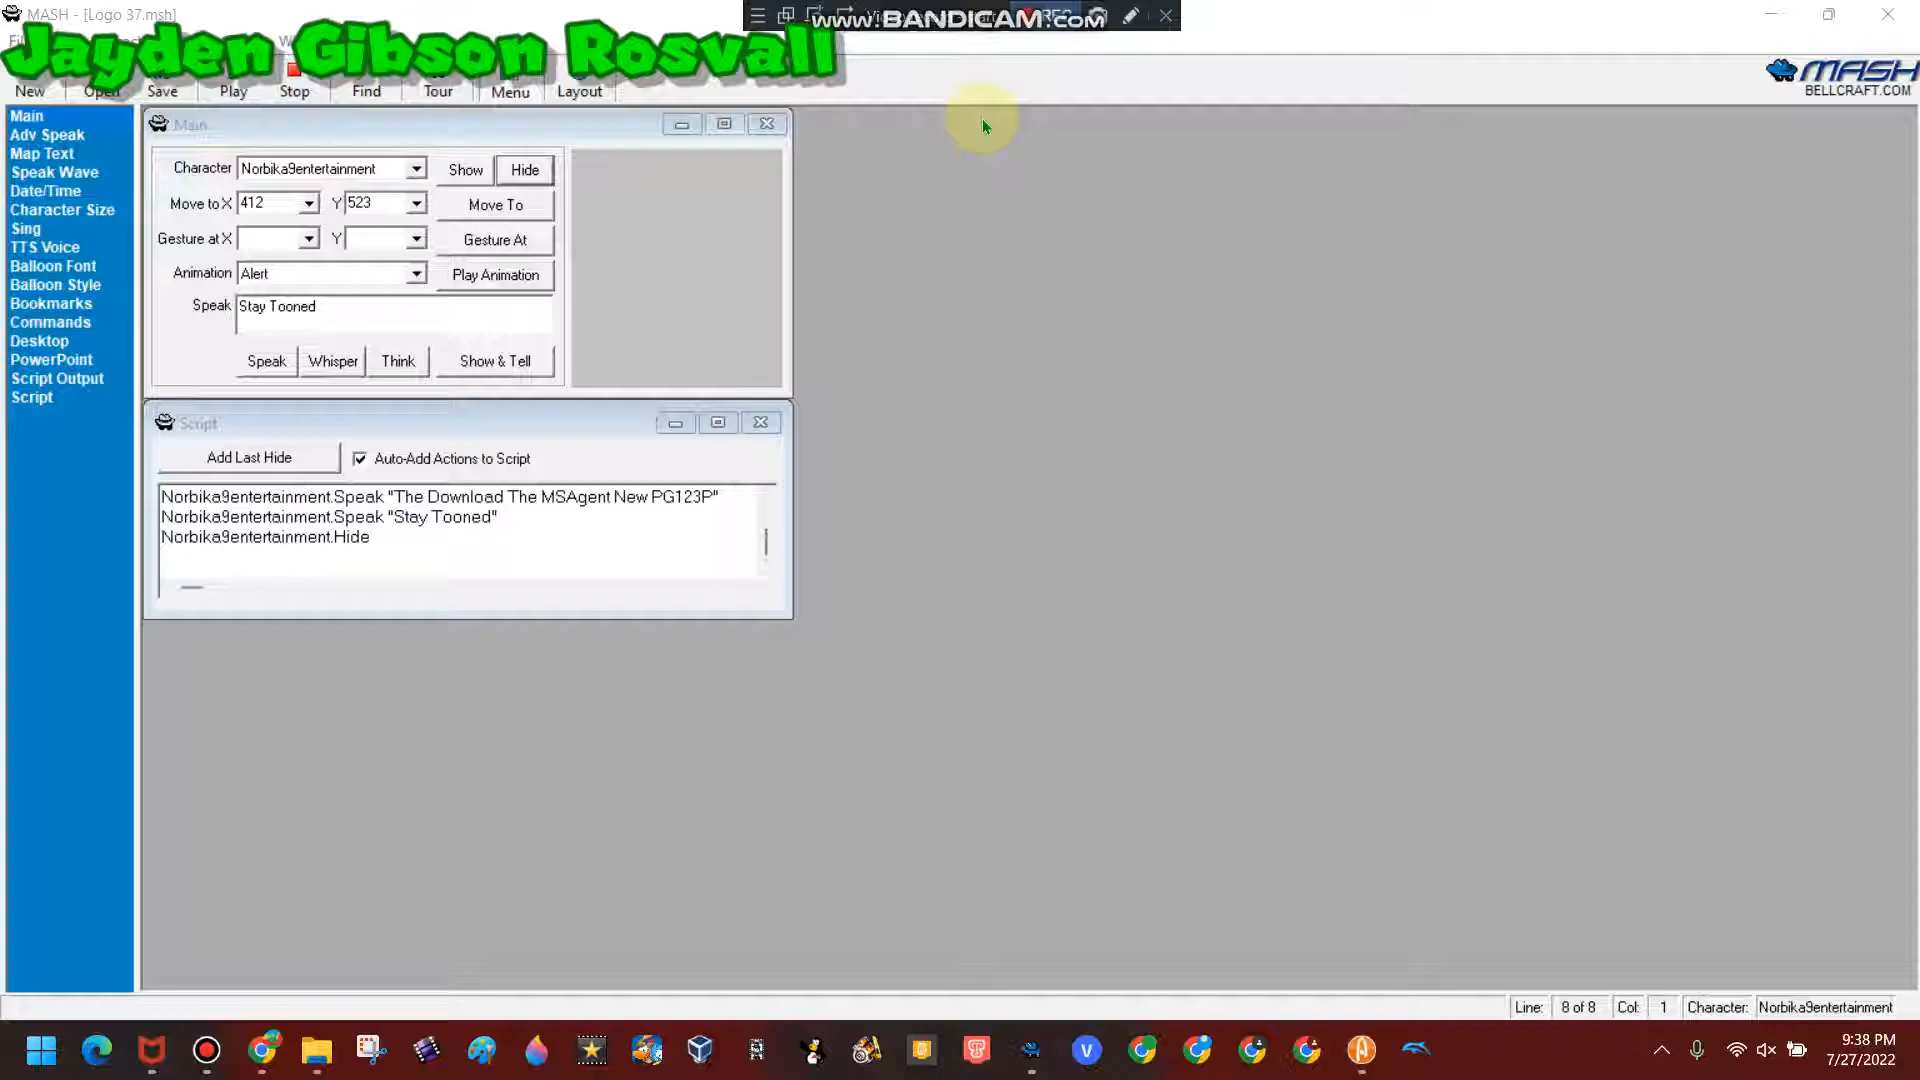 MASH - [Logo 37.msh]
www.BANDICAM.com
REC
Jayden Gibson Rosvall
New
Open
Save
Play
Stop
Find
Tour
Menu
Layout
MASH
BELLCRAFT.COM
Main
Adv Speak
Map Text
Speak Wave
Date/Time
Character Size
Sing
TTS Voice
Balloon Font
Balloon Style
Bookmarks
Commands
Desktop
PowerPoint
Script Output
Script
Main
Character Norbika9entertainment Show Hide
Move to X 412 Y 523 Move To
Gesture at X Y Gesture At
Animation Alert Play Animation
Speak Stay Tooned
Speak Whisper Think Show & Tell
Script
Add Last Hide Auto-Add Actions to Script
Norbika9entertainment.Speak "The Download The MSAgent New PG123P"
Norbika9entertainment.Speak "Stay Tooned"
Norbika9entertainment.Hide
Line: 8 of 8 Col: 1 Character: Norbika9entertainment
9:38 PM
7/27/2022